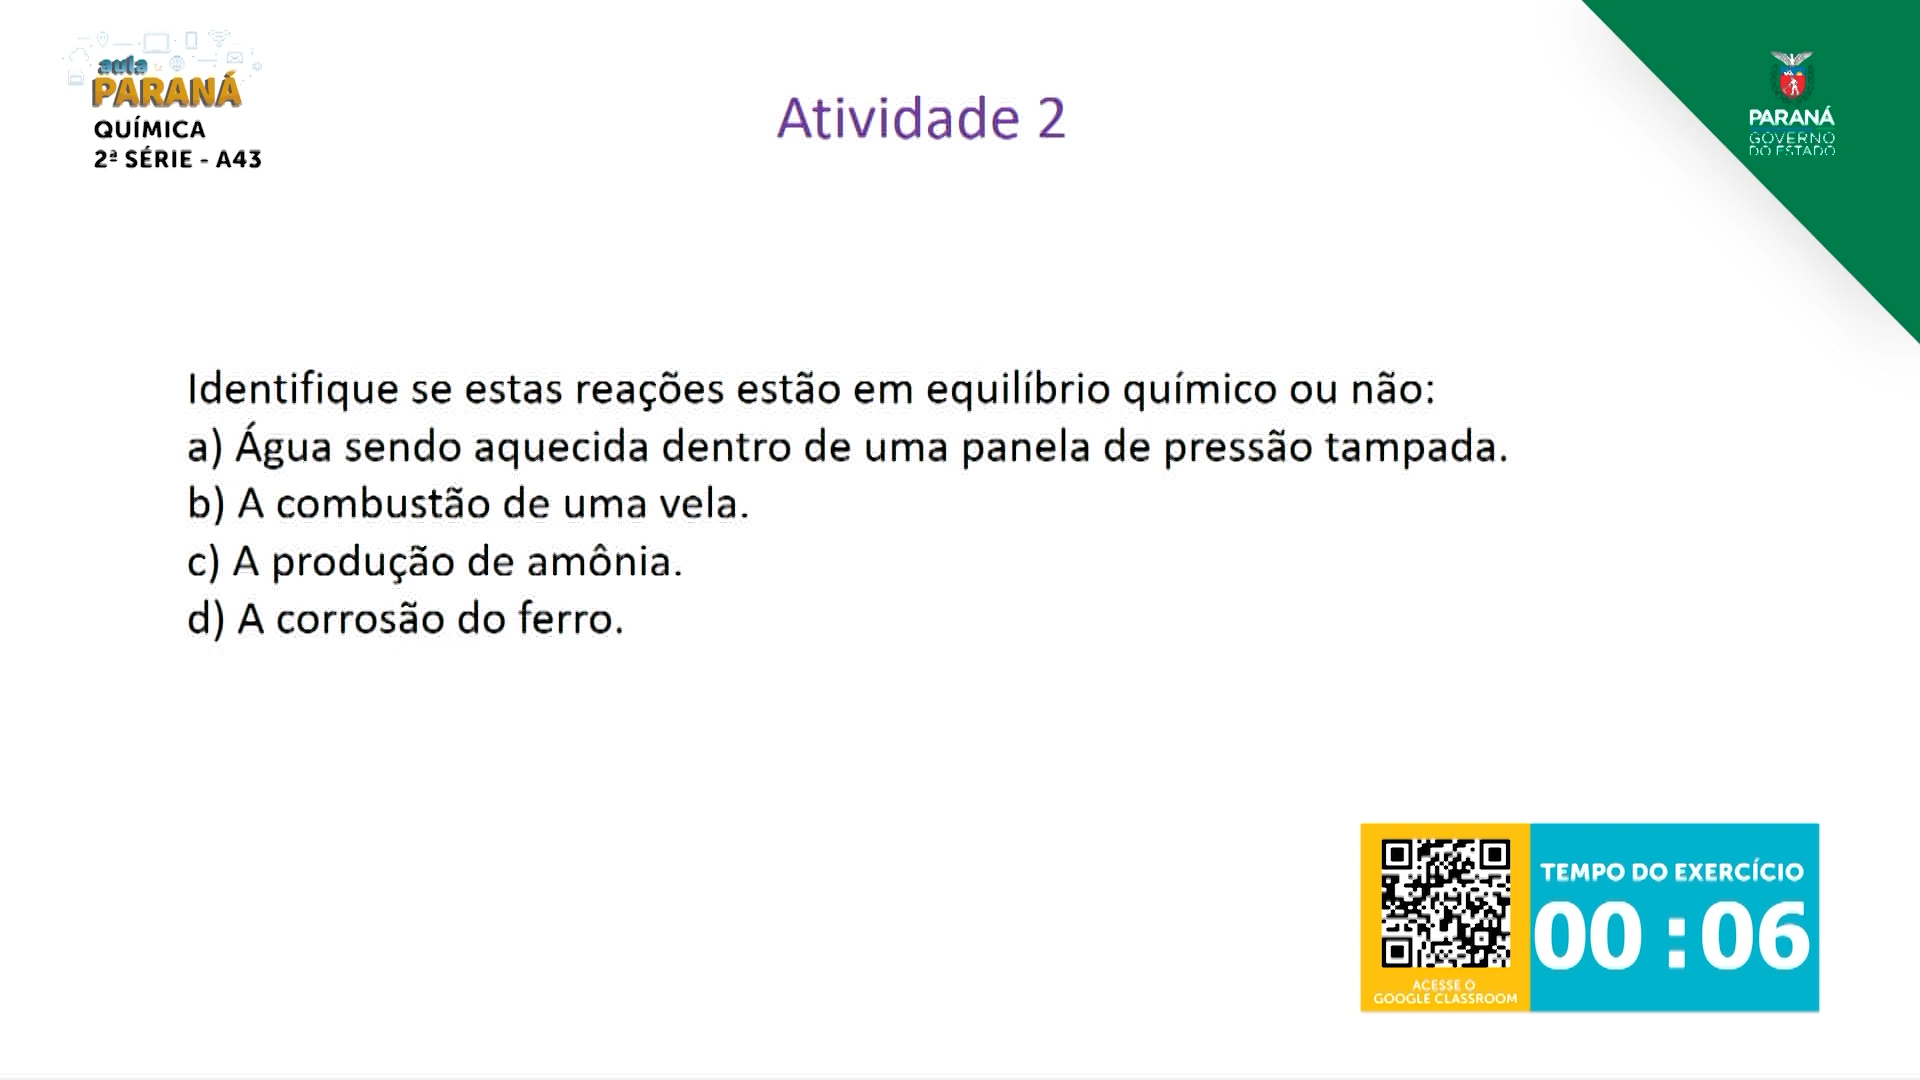 aula
PARANÁ
QUÍMICA
2ª SÉRIE - A43
Atividade 2
PARANÁ
GOVERNO
DO ESTADO
Identifique se estas reações estão em equilíbrio químico ou não:
a) Água sendo aquecida dentro de uma panela de pressão tampada.
b) A combustão de uma vela.
c) A produção de amônia.
d) A corrosão do ferro.
TEMPO DO EXERCÍCIO
00 : 06
ACESSE O
GOOGLE CLASSROOM